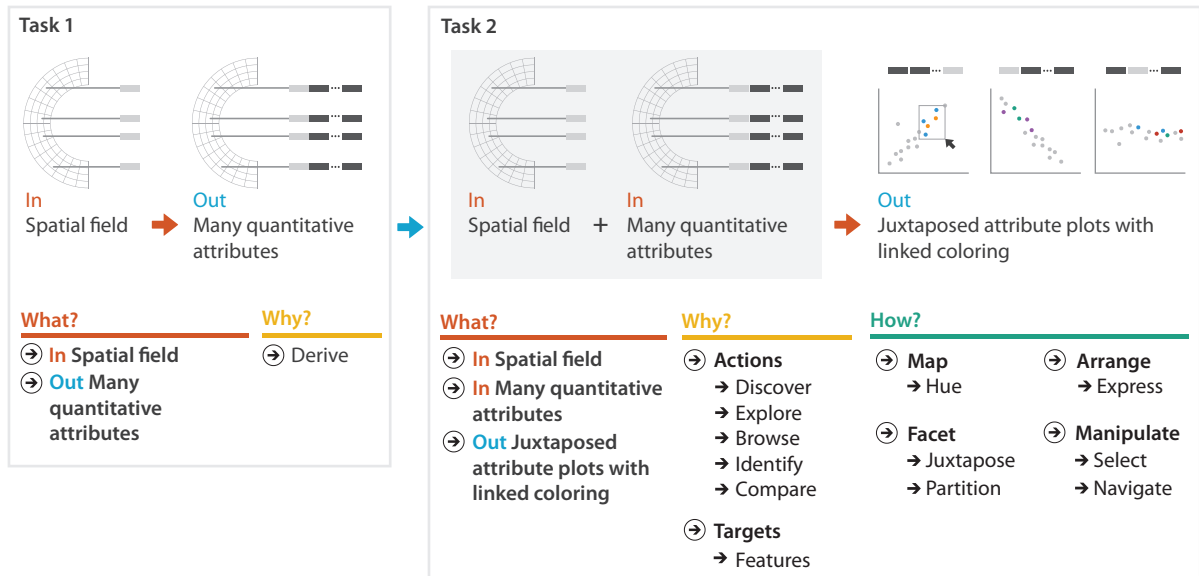 Task 1
In
Spatial field
Out
Many quantitative
attributes
What?
In Spatial field
Out Many
quantitative
attributes
Why?
Derive
Task 2
In
Spatial field
+
In
Many quantitative
attributes
Out
Juxtaposed attribute plots with
linked coloring
What?
In Spatial field
In Many quantitative
attributes
Out Juxtaposed
attribute plots with
linked coloring
Why?
Actions
Discover
Explore
Browse
Identify
Compare
Targets
Features
How?
Map
Hue
Facet
Juxtapose
Partition
Arrange
Express
Manipulate
Select
Navigate